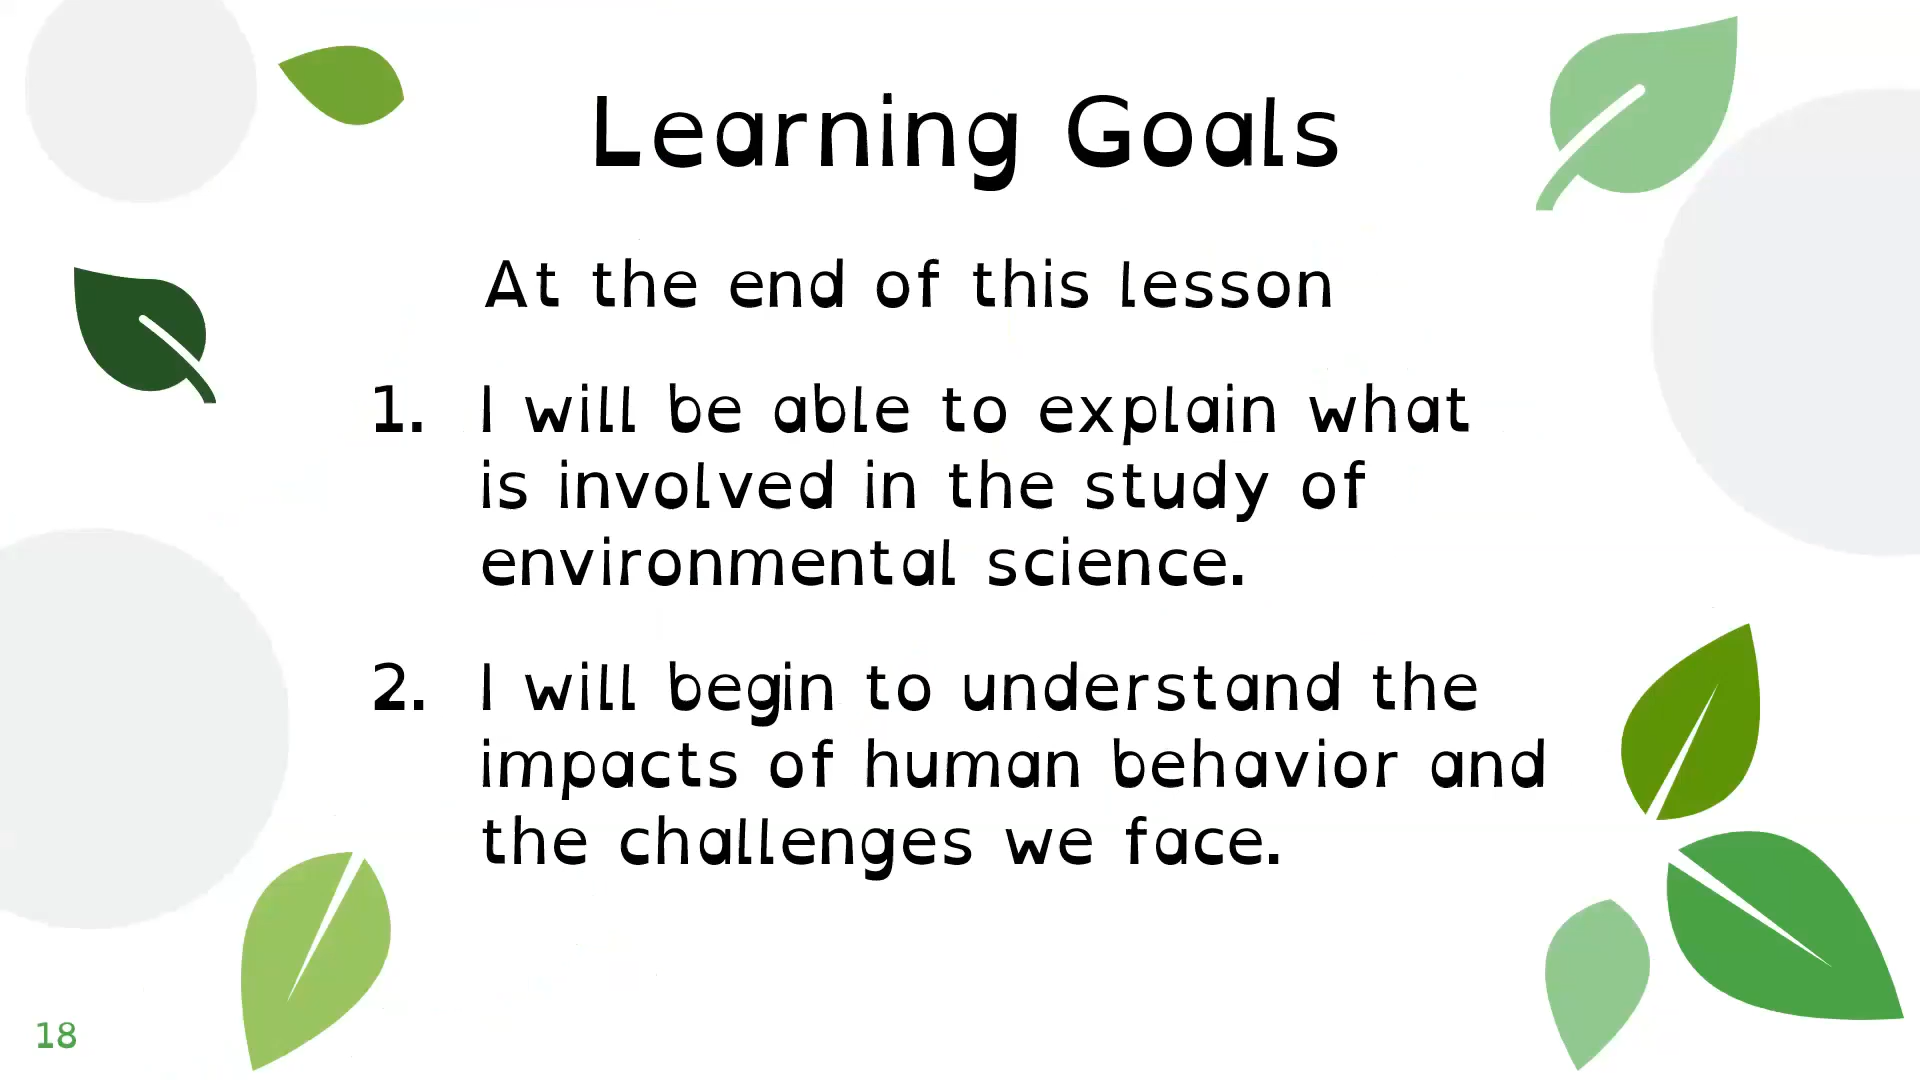 Learning Goals
At the end of this lesson
1. I will be able to explain what
is involved in the study of
environmental science.
2. I will begin to understand the
impacts of human behavior and
the challenges we face.
18